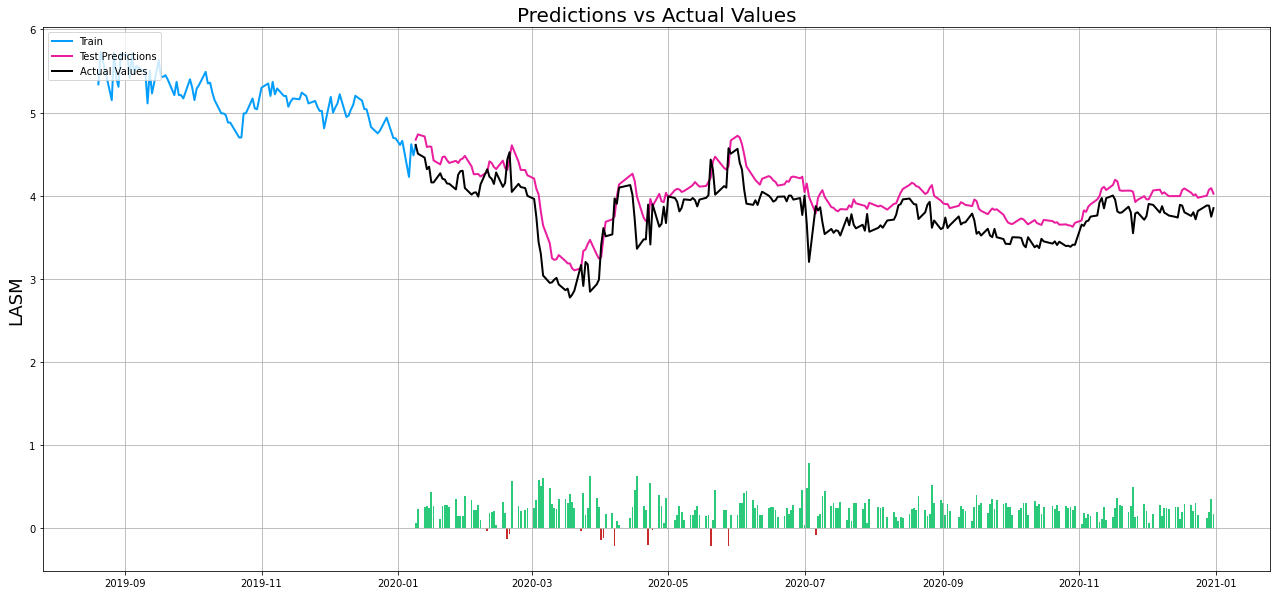 Predictions vs Actual Values
Train
Test Predictions
Actual Values
LASM
6
5
4
3
2
1
0
2019-09 2019-11 2020-01 2020-03 2020-05 2020-07 2020-09 2020-11 2021-01